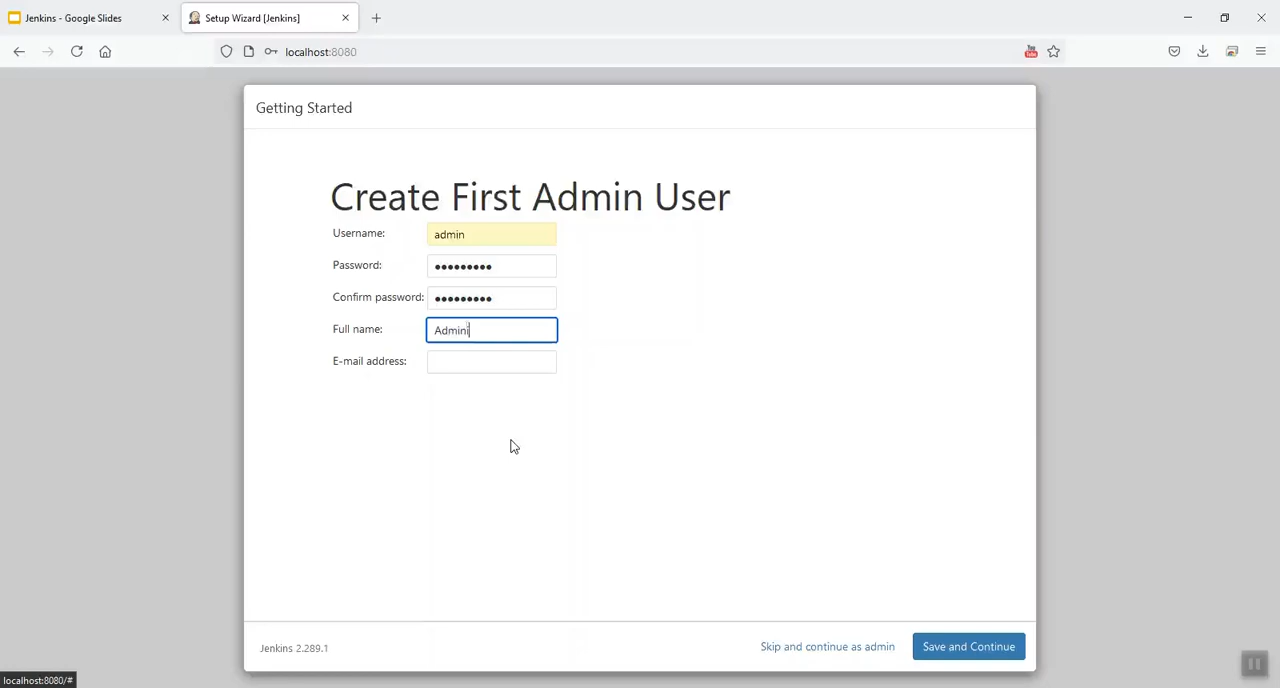 Jenkins - Google Slides
Setup Wizard [Jenkins]
localhost:8080
Getting Started
Create First Admin User
Username: admin
Password: •••••••••
Confirm password: •••••••••
Full name: Admini
E-mail address:
Jenkins 2.289.1
Skip and continue as admin
Save and Continue
localhost:8080/#